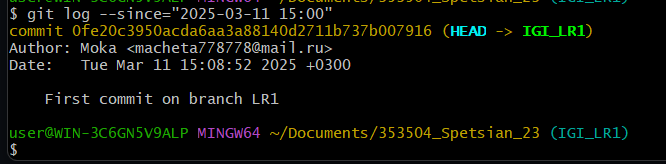 $ git log --since="2025-03-11 15:00"
commit 0fe20c3950acda6aa3a88140d2711b737b007916 (HEAD -> IGI_LR1)
Author: Moka <macheta778778@mail.ru>
Date:   Tue Mar 11 15:08:52 2025 +0300
    First commit on branch LR1
user@WIN-3C6GN5V9ALP MINGW64 ~/Documents/353504_Spetsian_23 (IGI_LR1)
$